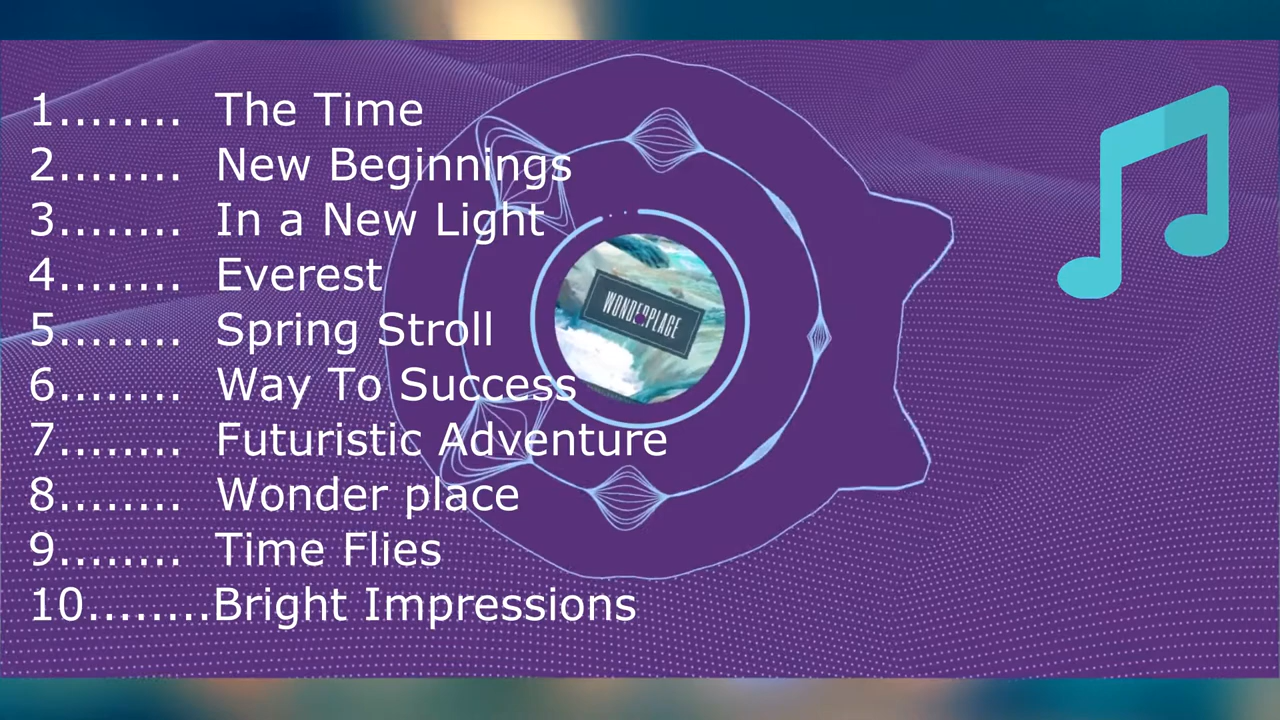 1........ The Time
2........ New Beginnings
3........ In a New Light
4........ Everest
5........ Spring Stroll
6........ Way To Success
7........ Futuristic Adventure
8........ Wonder place
9........ Time Flies
10........Bright Impressions
WONDERPLACE